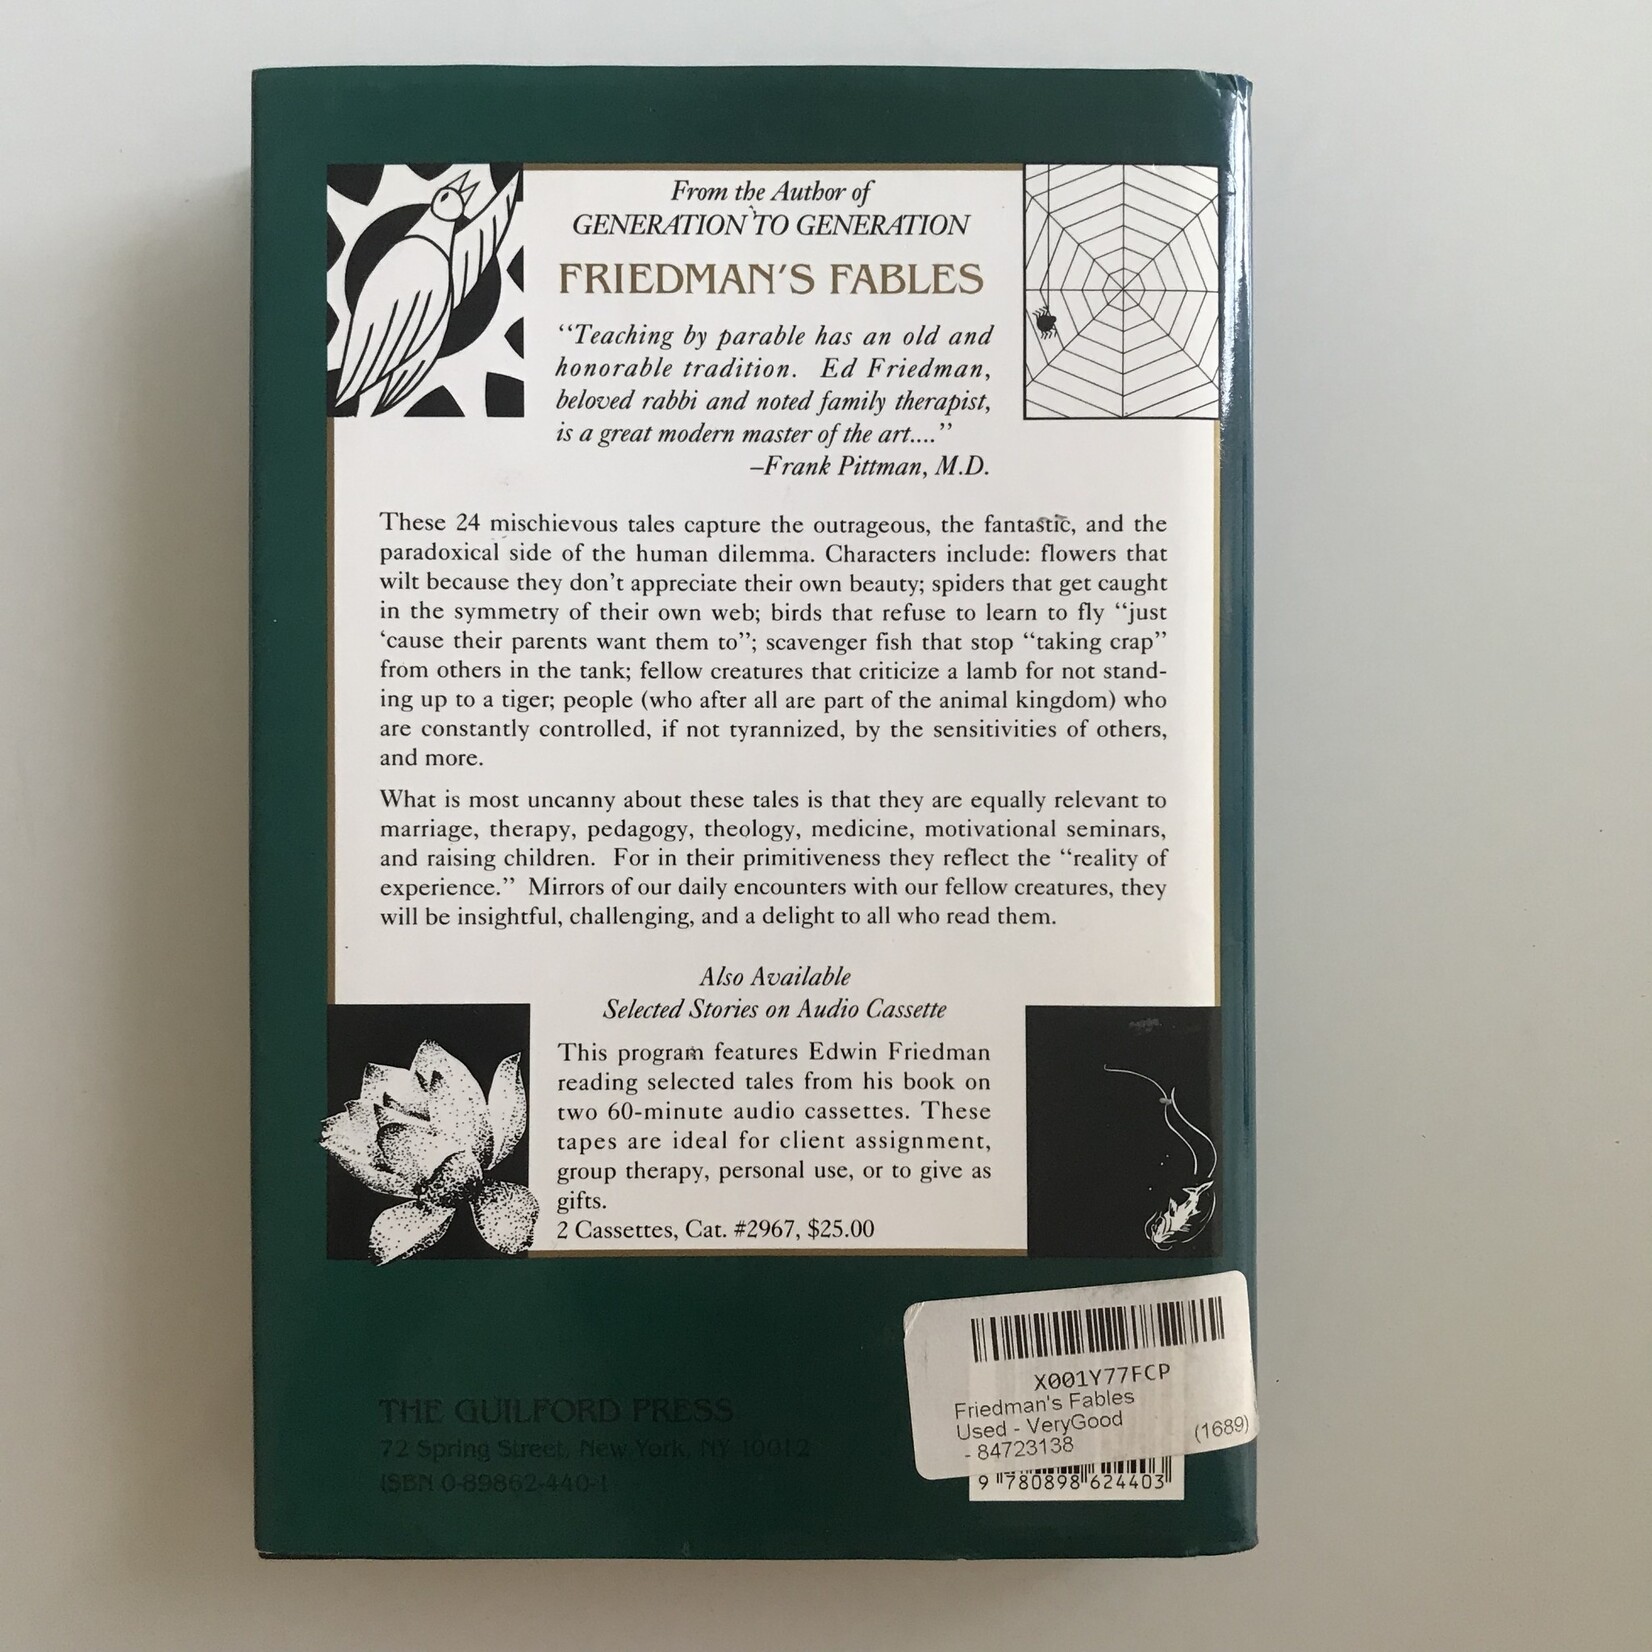 From the Author of
GENERATION TO GENERATION
FRIEDMAN'S FABLES
“Teaching by parable has an old and
honorable tradition. Ed Friedman,
beloved rabbi and noted family therapist,
is a great modern master of the art....”
–Frank Pittman, M.D.
These 24 mischievous tales capture the outrageous, the fantastic, and the
paradoxical side of the human dilemma. Characters include: flowers that
wilt because they don't appreciate their own beauty; spiders that get caught
in the symmetry of their own web; birds that refuse to learn to fly “just
‘cause their parents want them to”; scavenger fish that stop “taking crap”
from others in the tank; fellow creatures that criticize a lamb for not stand-
ing up to a tiger; people (who after all are part of the animal kingdom) who
are constantly controlled, if not tyrannized, by the sensitivities of others,
and more.
What is most uncanny about these tales is that they are equally relevant to
marriage, therapy, pedagogy, theology, medicine, motivational seminars,
and raising children. For in their primitiveness they reflect the “reality of
experience.” Mirrors of our daily encounters with our fellow creatures, they
will be insightful, challenging, and a delight to all who read them.
Also Available
Selected Stories on Audio Cassette
This program features Edwin Friedman
reading selected tales from his book on
two 60-minute audio cassettes. These
tapes are ideal for client assignment,
group therapy, personal use, or to give as
gifts.
2 Cassettes, Cat. #2967, $25.00
THE GUILFORD PRESS
72 Spring Street, New York, NY 10012
ISBN 0-89862-440-1
X001Y77FCP
Friedman's Fables
Used - VeryGood
- 84723138
(1689)
9 780898 624403